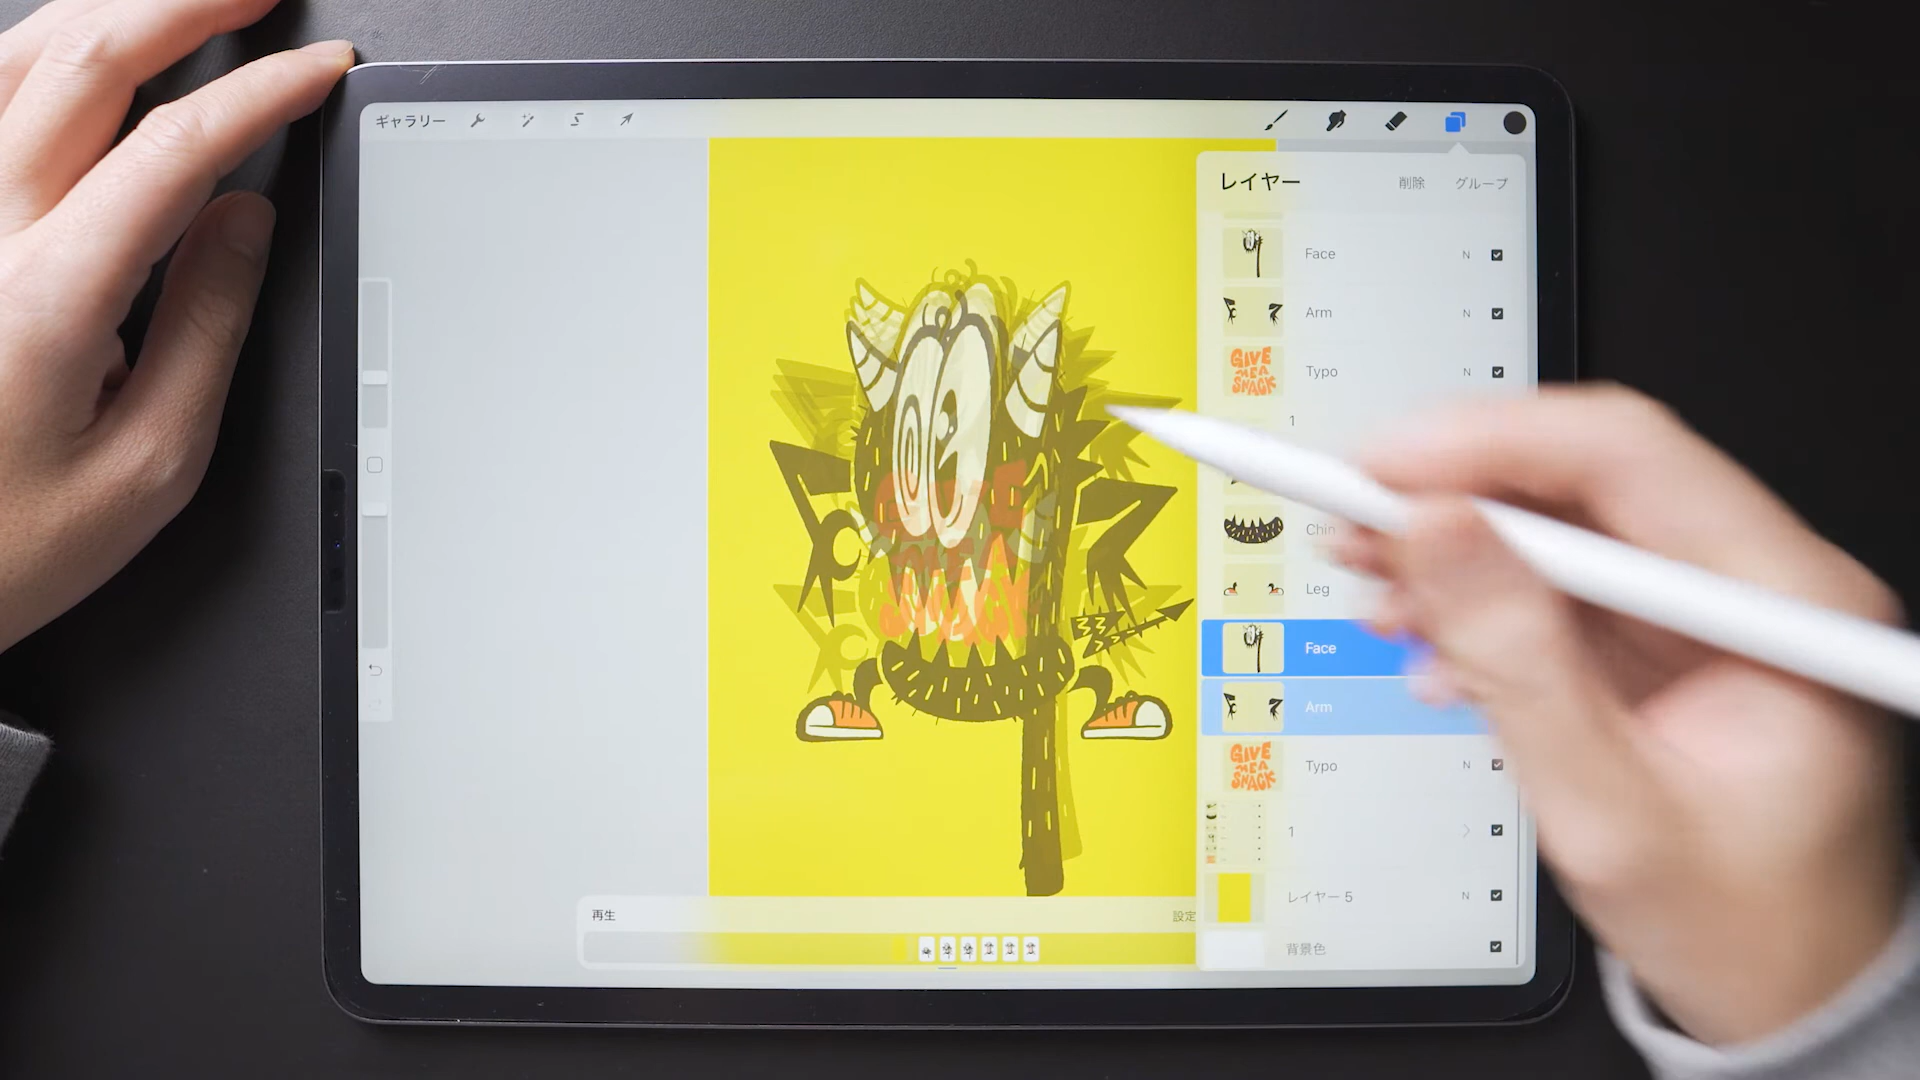 ギャラリー
レイヤー 削除 グループ
Face N
Arm N
GIVE
ME A
SNACK
Typo N
1
Chin
Leg
Face
Arm
GIVE
ME A
SNACK
Typo N
1
レイヤー 5 N
背景色
再生 設定